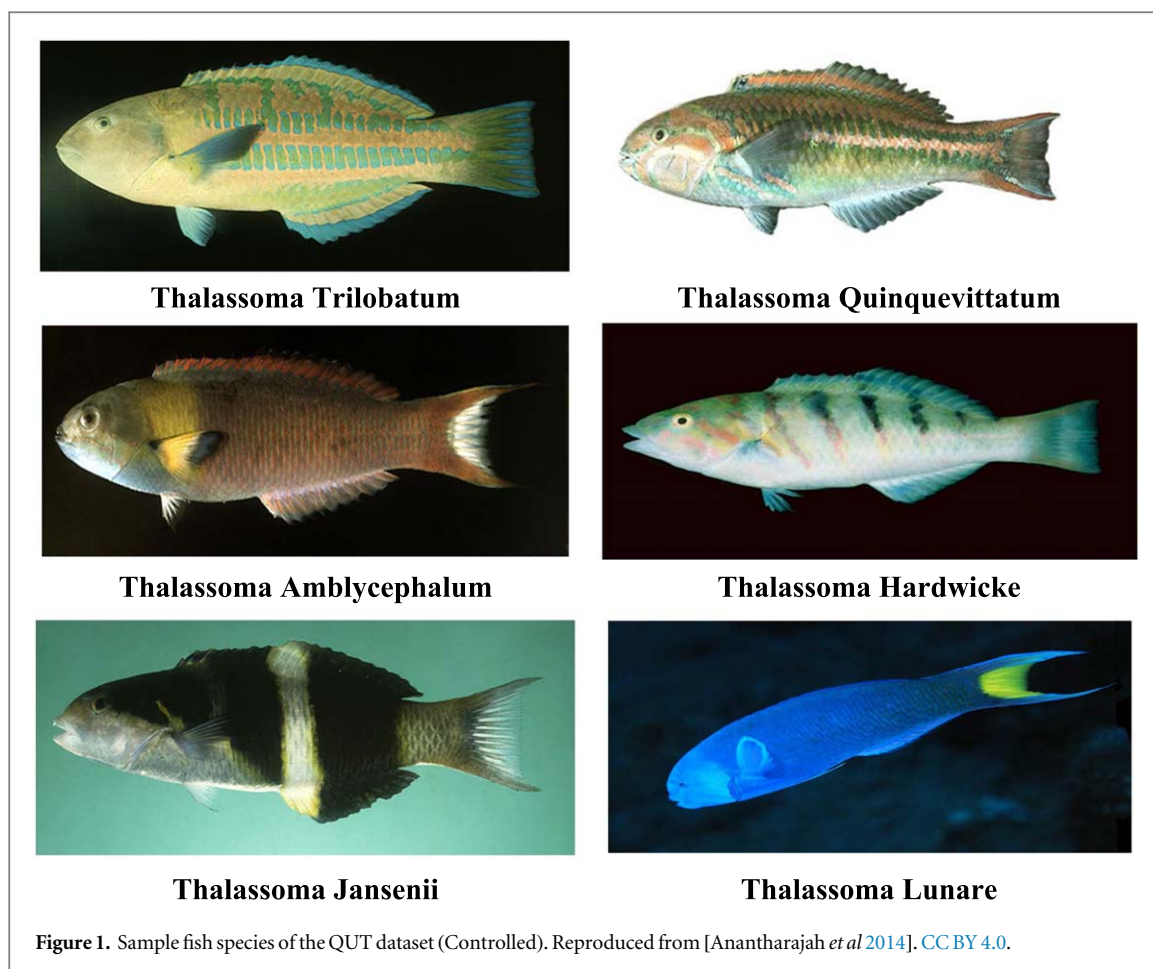 Thalassoma Trilobatum
Thalassoma Quinquevittatum
Thalassoma Amblycephalum
Thalassoma Hardwicke
Thalassoma Jansenii
Thalassoma Lunare
Figure 1. Sample fish species of the QUT dataset (Controlled). Reproduced from [Anantharajah et al 2014]. CC BY 4.0.